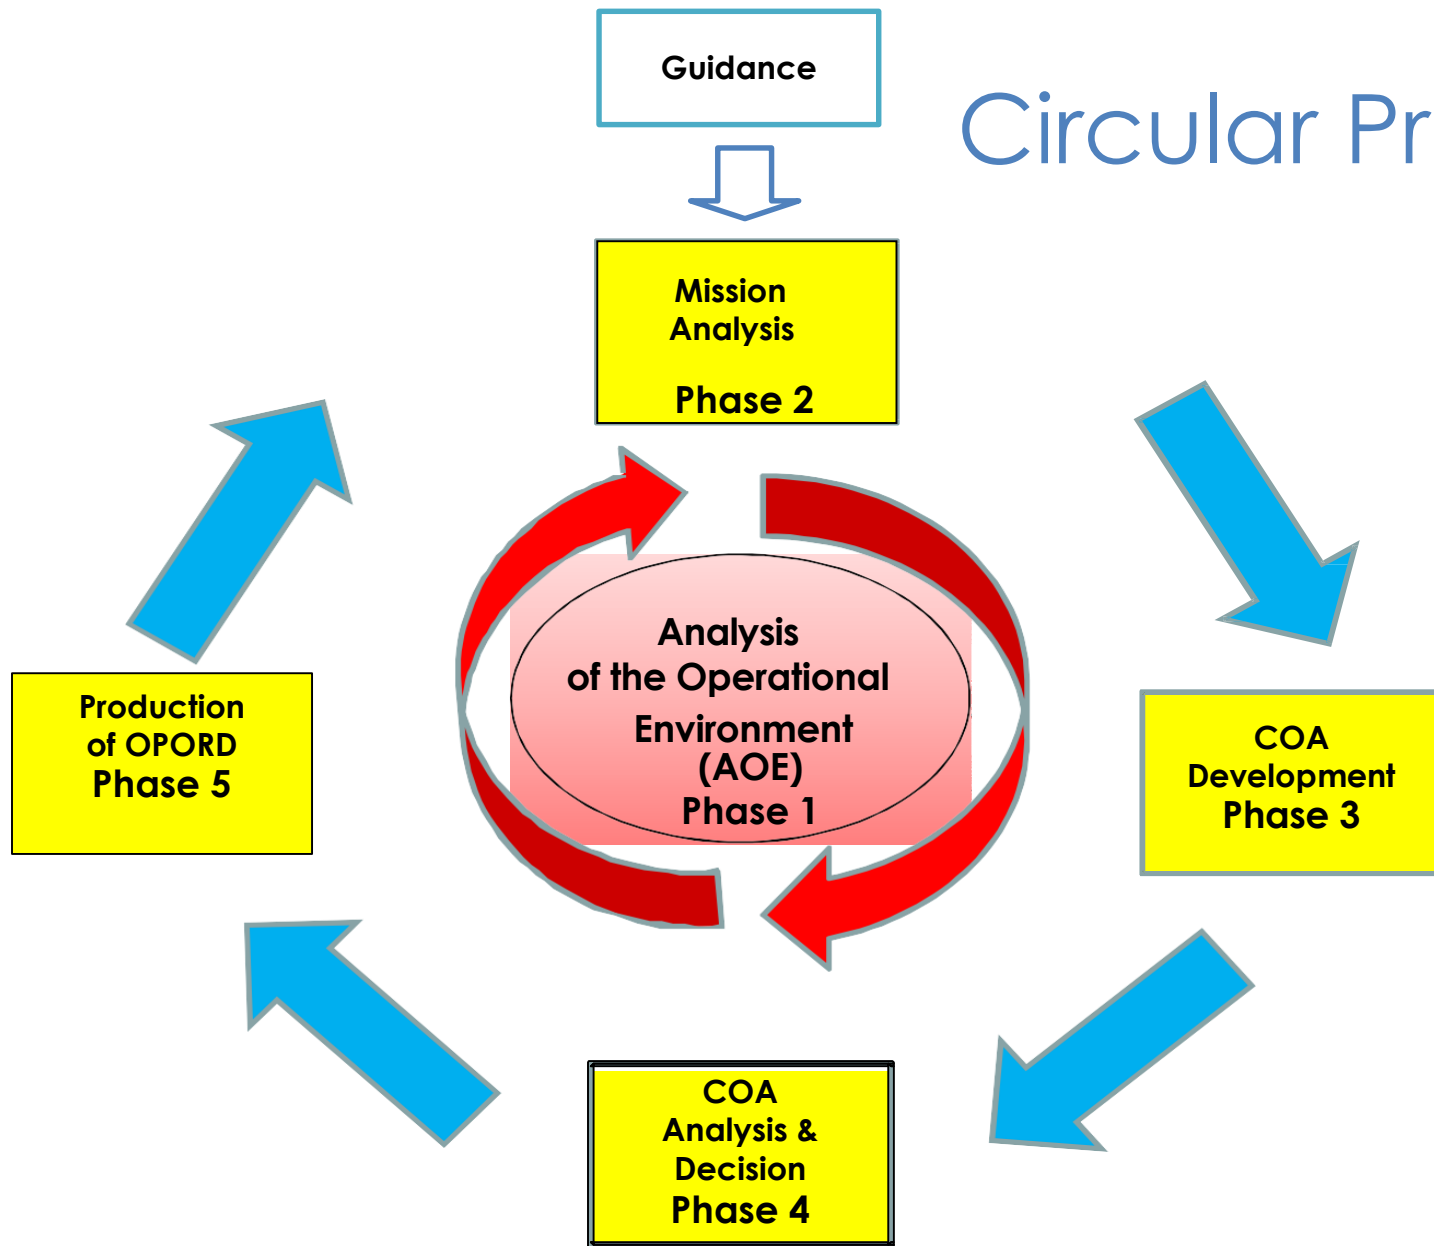 Guidance
Circular Pr
Mission
Analysis
Phase 2
Analysis
of the Operational
Environment
(AOE)
Phase 1
Production
of OPORD
Phase 5
COA
Development
Phase 3
COA
Analysis &
Decision
Phase 4